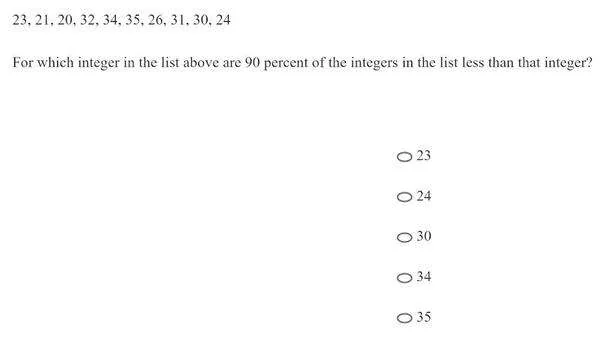 23, 21, 20, 32, 34, 35, 26, 31, 30, 24
For which integer in the list above are 90 percent of the integers in the list less than that integer?
23
24
30
34
35